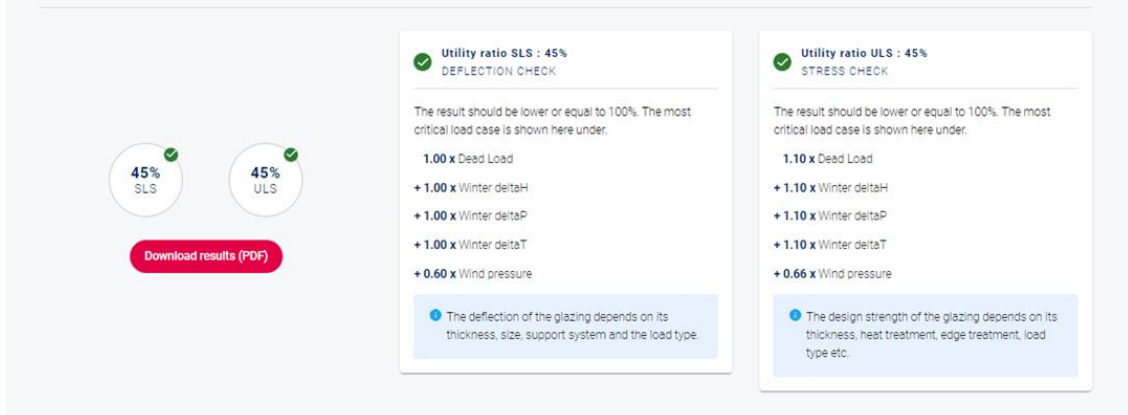 45%
SLS
45%
ULS
Download results (PDF)
Utility ratio SLS : 45%
DEFLECTION CHECK
The result should be lower or equal to 100%. The most
critical load case is shown here under.
1.00 x Dead Load
+ 1.00 x Winter deltaH
+ 1.00 x Winter deltaP
+ 1.00 x Winter deltaT
+ 0.60 x Wind pressure
The deflection of the glazing depends on its
thickness, size, support system and the load type.
Utility ratio ULS : 45%
STRESS CHECK
The result should be lower or equal to 100%. The most
critical load case is shown here under.
1.10 x Dead Load
+ 1.10 x Winter deltaH
+ 1.10 x Winter deltaP
+ 1.10 x Winter deltaT
+ 0.66 x Wind pressure
The design strength of the glazing depends on its
thickness, heat treatment, edge treatment, load
type etc.